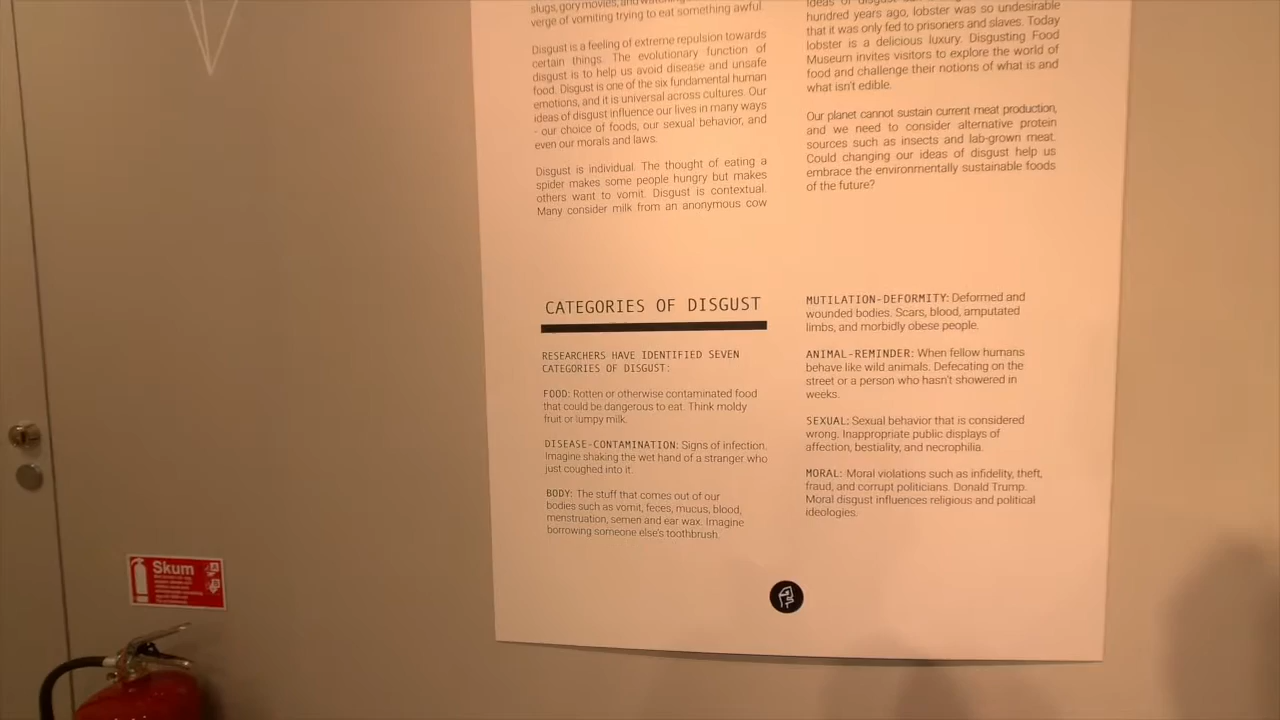 slugs, gory movies, and
verge of vomiting trying to eat something awful.
Disgust is a feeling of extreme repulsion towards
certain things. The evolutionary function of
disgust is to help us avoid disease and unsafe
food. Disgust is one of the six fundamental human
emotions, and it is universal across cultures. Our
ideas of disgust influence our lives in many ways
- our choice of foods, our sexual behavior, and
even our morals and laws.
Disgust is individual. The thought of eating a
spider makes some people hungry but makes
others want to vomit. Disgust is contextual.
Many consider milk from an anonymous cow
hundred years ago, lobster was so undesirable
that it was only fed to prisoners and slaves. Today
lobster is a delicious luxury. Disgusting Food
Museum invites visitors to explore the world of
food and challenge their notions of what is and
what isn't edible.
Our planet cannot sustain current meat production,
and we need to consider alternative protein
sources such as insects and lab-grown meat.
Could changing our ideas of disgust help us
embrace the environmentally sustainable foods
of the future?
CATEGORIES OF DISGUST
RESEARCHERS HAVE IDENTIFIED SEVEN
CATEGORIES OF DISGUST:
FOOD: Rotten or otherwise contaminated food
that could be dangerous to eat. Think moldy
fruit or lumpy milk.
DISEASE-CONTAMINATION: Signs of infection.
Imagine shaking the wet hand of a stranger who
just coughed into it.
BODY: The stuff that comes out of our
bodies such as vomit, feces, mucus, blood,
menstruation, semen and ear wax. Imagine
borrowing someone else's toothbrush.
MUTILATION-DEFORMITY: Deformed and
wounded bodies. Scars, blood, amputated
limbs, and morbidly obese people.
ANIMAL-REMINDER: When fellow humans
behave like wild animals. Defecating on the
street or a person who hasn't showered in
weeks.
SEXUAL: Sexual behavior that is considered
wrong. Inappropriate public displays of
affection, bestiality, and necrophilia.
MORAL: Moral violations such as infidelity, theft,
fraud, and corrupt politicians. Donald Trump.
Moral disgust influences religious and political
ideologies.
Skum